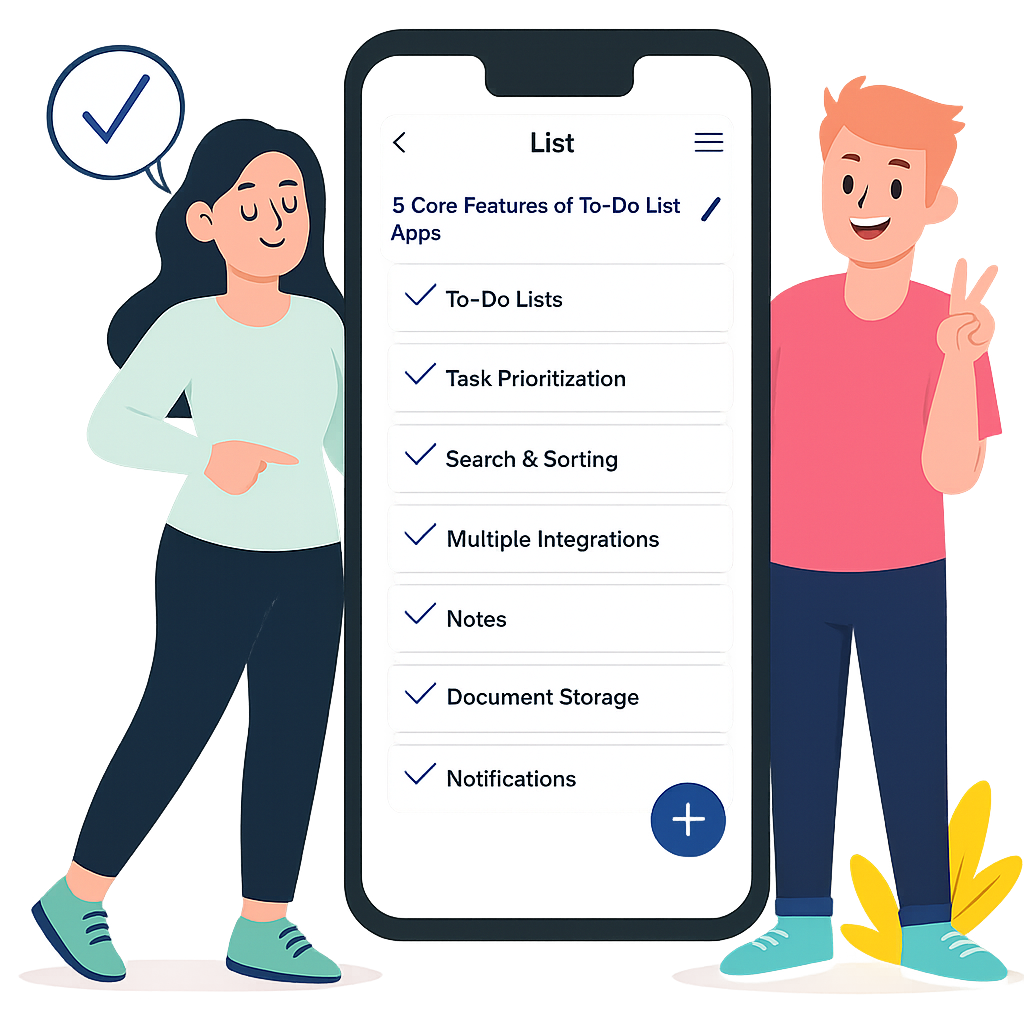 List
5 Core Features of To-Do List
Apps
To-Do Lists
Task Prioritization
Search & Sorting
Multiple Integrations
Notes
Document Storage
Notifications